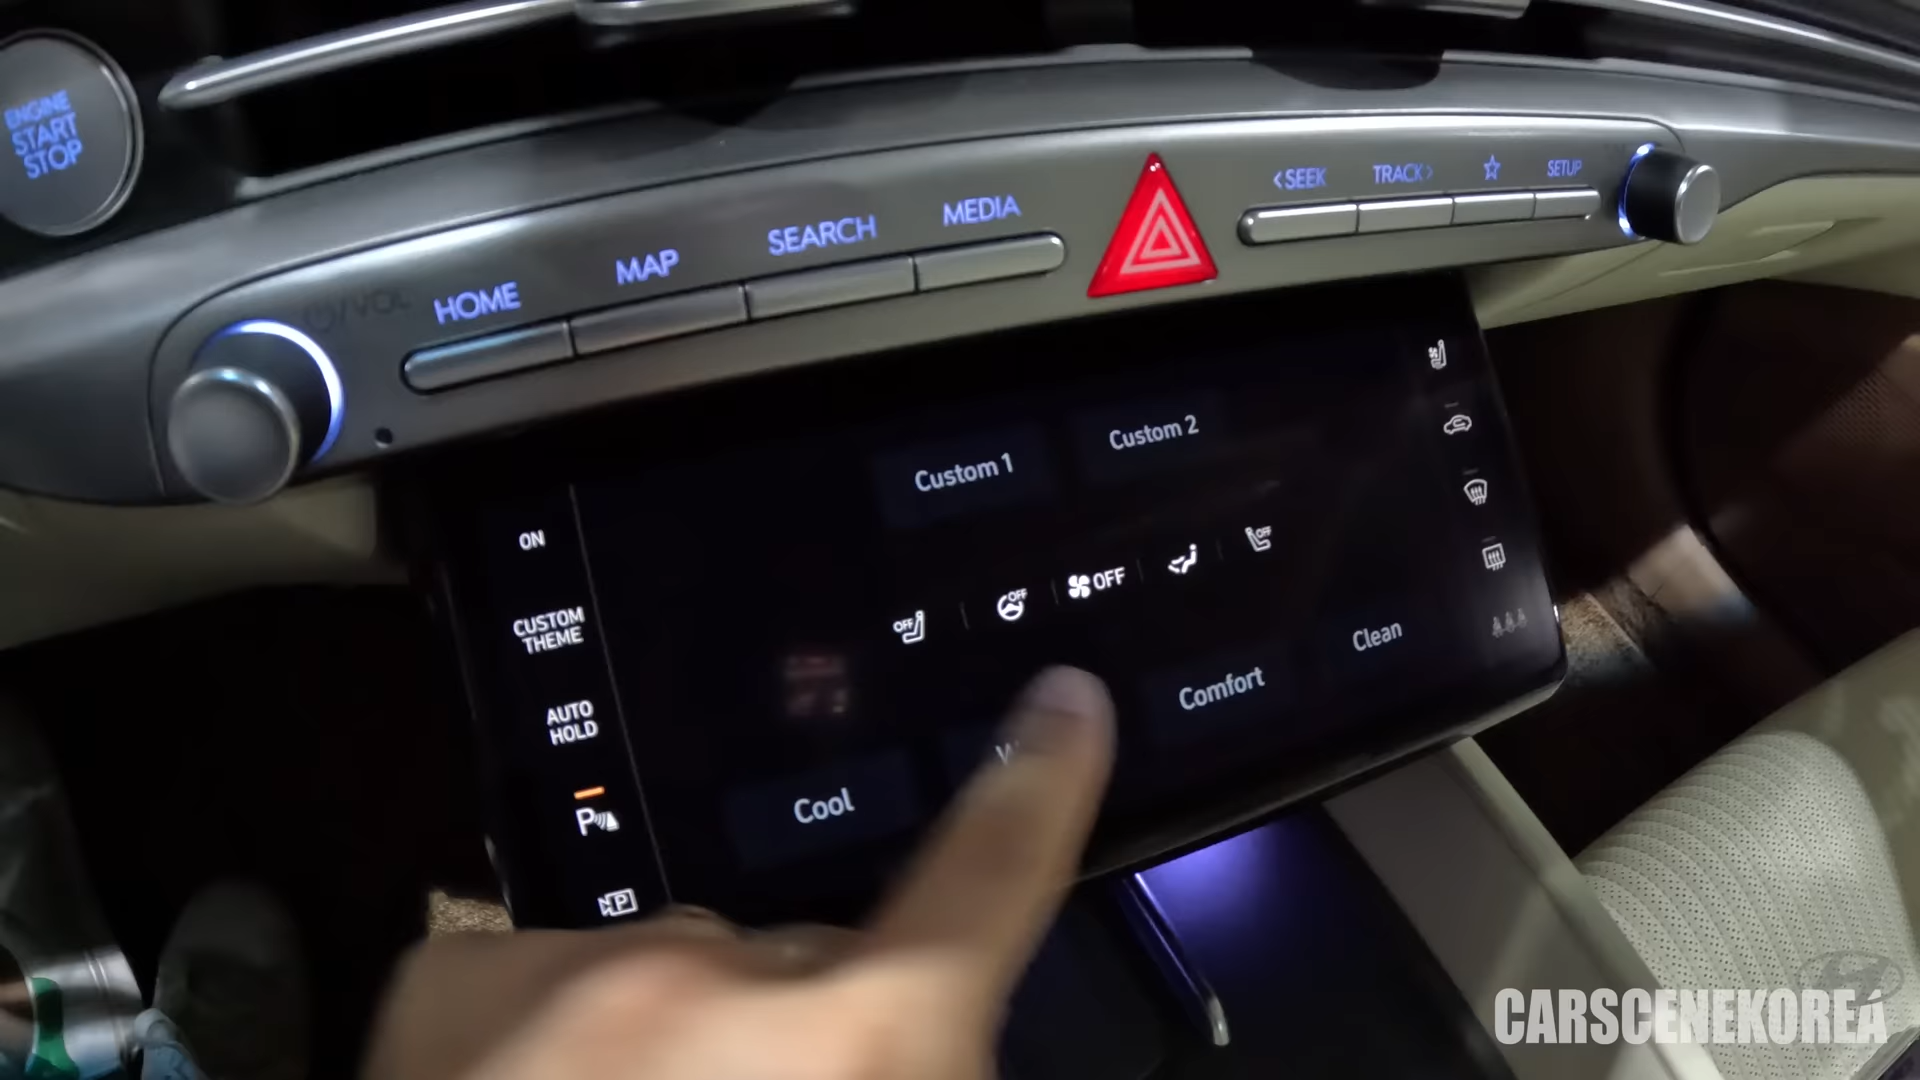 ENGINE
START
STOP
HOME
MAP
SEARCH
MEDIA
<SEEK
TRACK>
SETUP
Custom 1
Custom 2
ON
CUSTOM
THEME
AUTO
HOLD
P
P
OFF
OFF
OFF
OFF
Cool
Comfort
Clean
CARSCENEKOREA